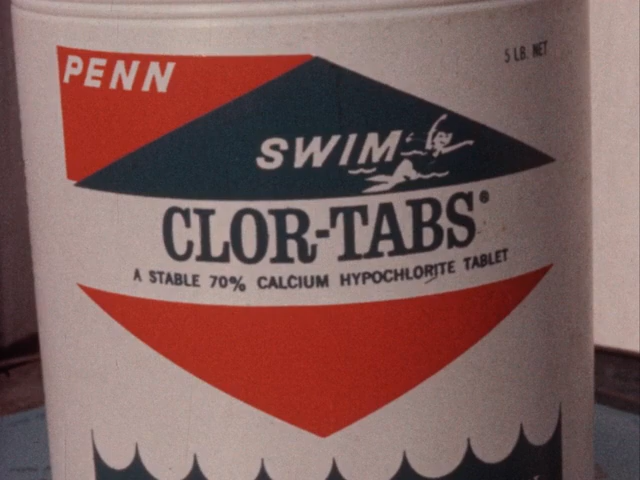 PENN
5 LB. NET
SWIM
CLOR-TABS®
A STABLE 70% CALCIUM HYPOCHLORITE TABLET